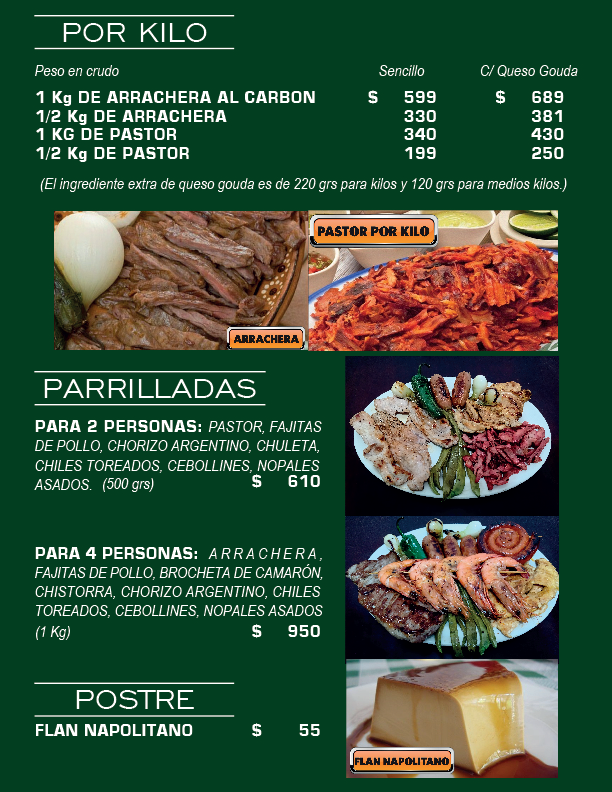 POR KILO
Peso en crudo Sencillo C/ Queso Gouda
1 Kg DE ARRACHERA AL CARBON $ 599 $ 689
1/2 Kg DE ARRACHERA 330 381
1 KG DE PASTOR 340 430
1/2 Kg DE PASTOR 199 250
(El ingrediente extra de queso gouda es de 220 grs para kilos y 120 grs para medios kilos.)
PASTOR POR KILO
ARRACHERA
PARRILLADAS
PARA 2 PERSONAS: PASTOR, FAJITAS
DE POLLO, CHORIZO ARGENTINO, CHULETA,
CHILES TOREADOS, CEBOLLINES, NOPALES
ASADOS. (500 grs) $ 610
PARA 4 PERSONAS: ARRACHERA,
FAJITAS DE POLLO, BROCHETA DE CAMARÓN,
CHISTORRA, CHORIZO ARGENTINO, CHILES
TOREADOS, CEBOLLINES, NOPALES ASADOS
(1 Kg) $ 950
POSTRE
FLAN NAPOLITANO $ 55
FLAN NAPOLITANO